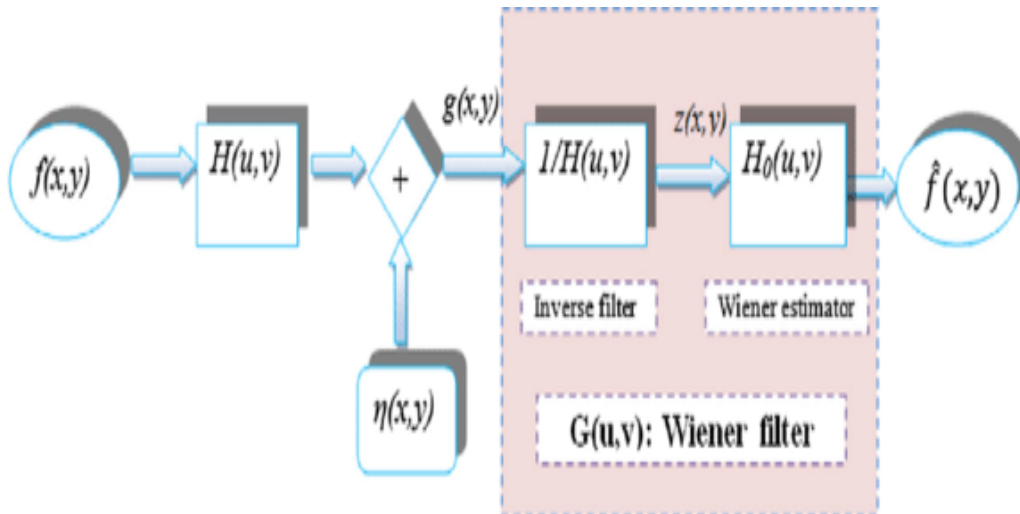 f(x,y)
H(u,v)
+
g(x,y)
1/H(u,v)
z(x,y)
H₀(u,v)
f̂(x,y)
η(x,y)
Inverse filter
Wiener estimator
G(u,v): Wiener filter